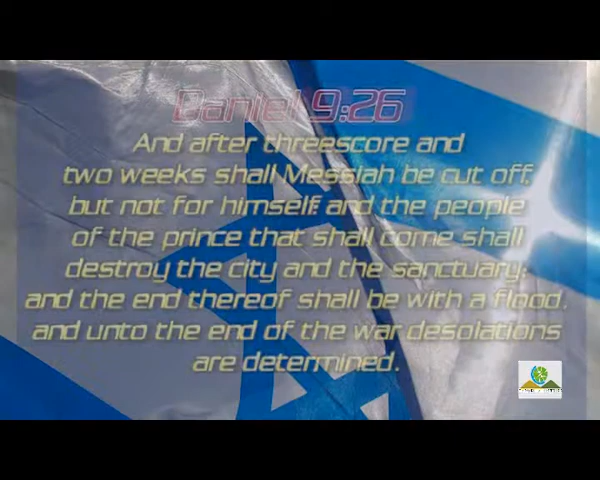 Daniel 9:26
And after threescore and
two weeks shall Messiah be cut off,
but not for himself: and the people
of the prince that shall come shall
destroy the city and the sanctuary;
and the end thereof shall be with a flood,
and unto the end of the war desolations
are determined.